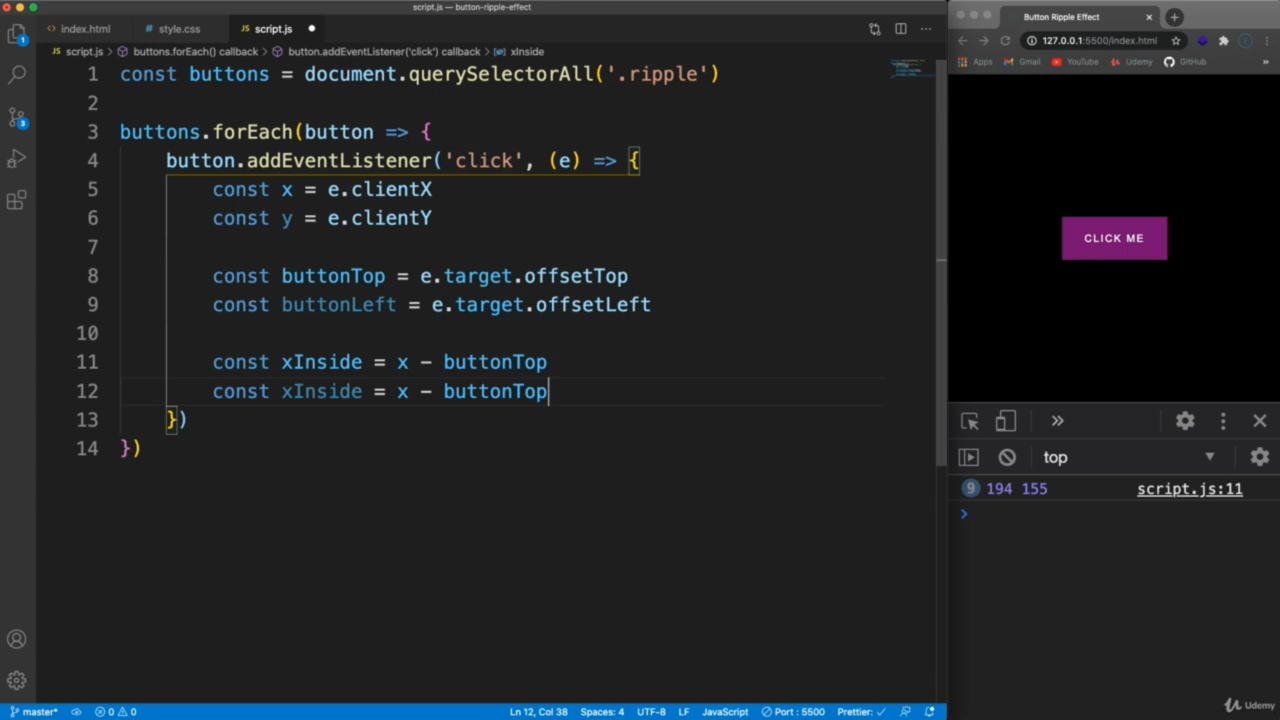 script.js — button-ripple-effect
index.html
style.css
script.js
script.js > buttons.forEach() callback > button.addEventListener('click') callback > xInside
1 const buttons = document.querySelectorAll('.ripple')
2
3 buttons.forEach(button => {
4 button.addEventListener('click', (e) => {
5 const x = e.clientX
6 const y = e.clientY
7
8 const buttonTop = e.target.offsetTop
9 const buttonLeft = e.target.offsetLeft
10
11 const xInside = x - buttonTop
12 const xInside = x - buttonTop
13 })
14 })
1
3
master*
0 0
Ln 12, Col 38
Spaces: 4
UTF-8
LF
JavaScript
Port : 5500
Prettier: ✓
Button Ripple Effect
127.0.0.1:5500/index.html
Apps
Gmail
YouTube
Udemy
GitHub
»
CLICK ME
»
top
9 194 155 script.js:11
>
Udemy